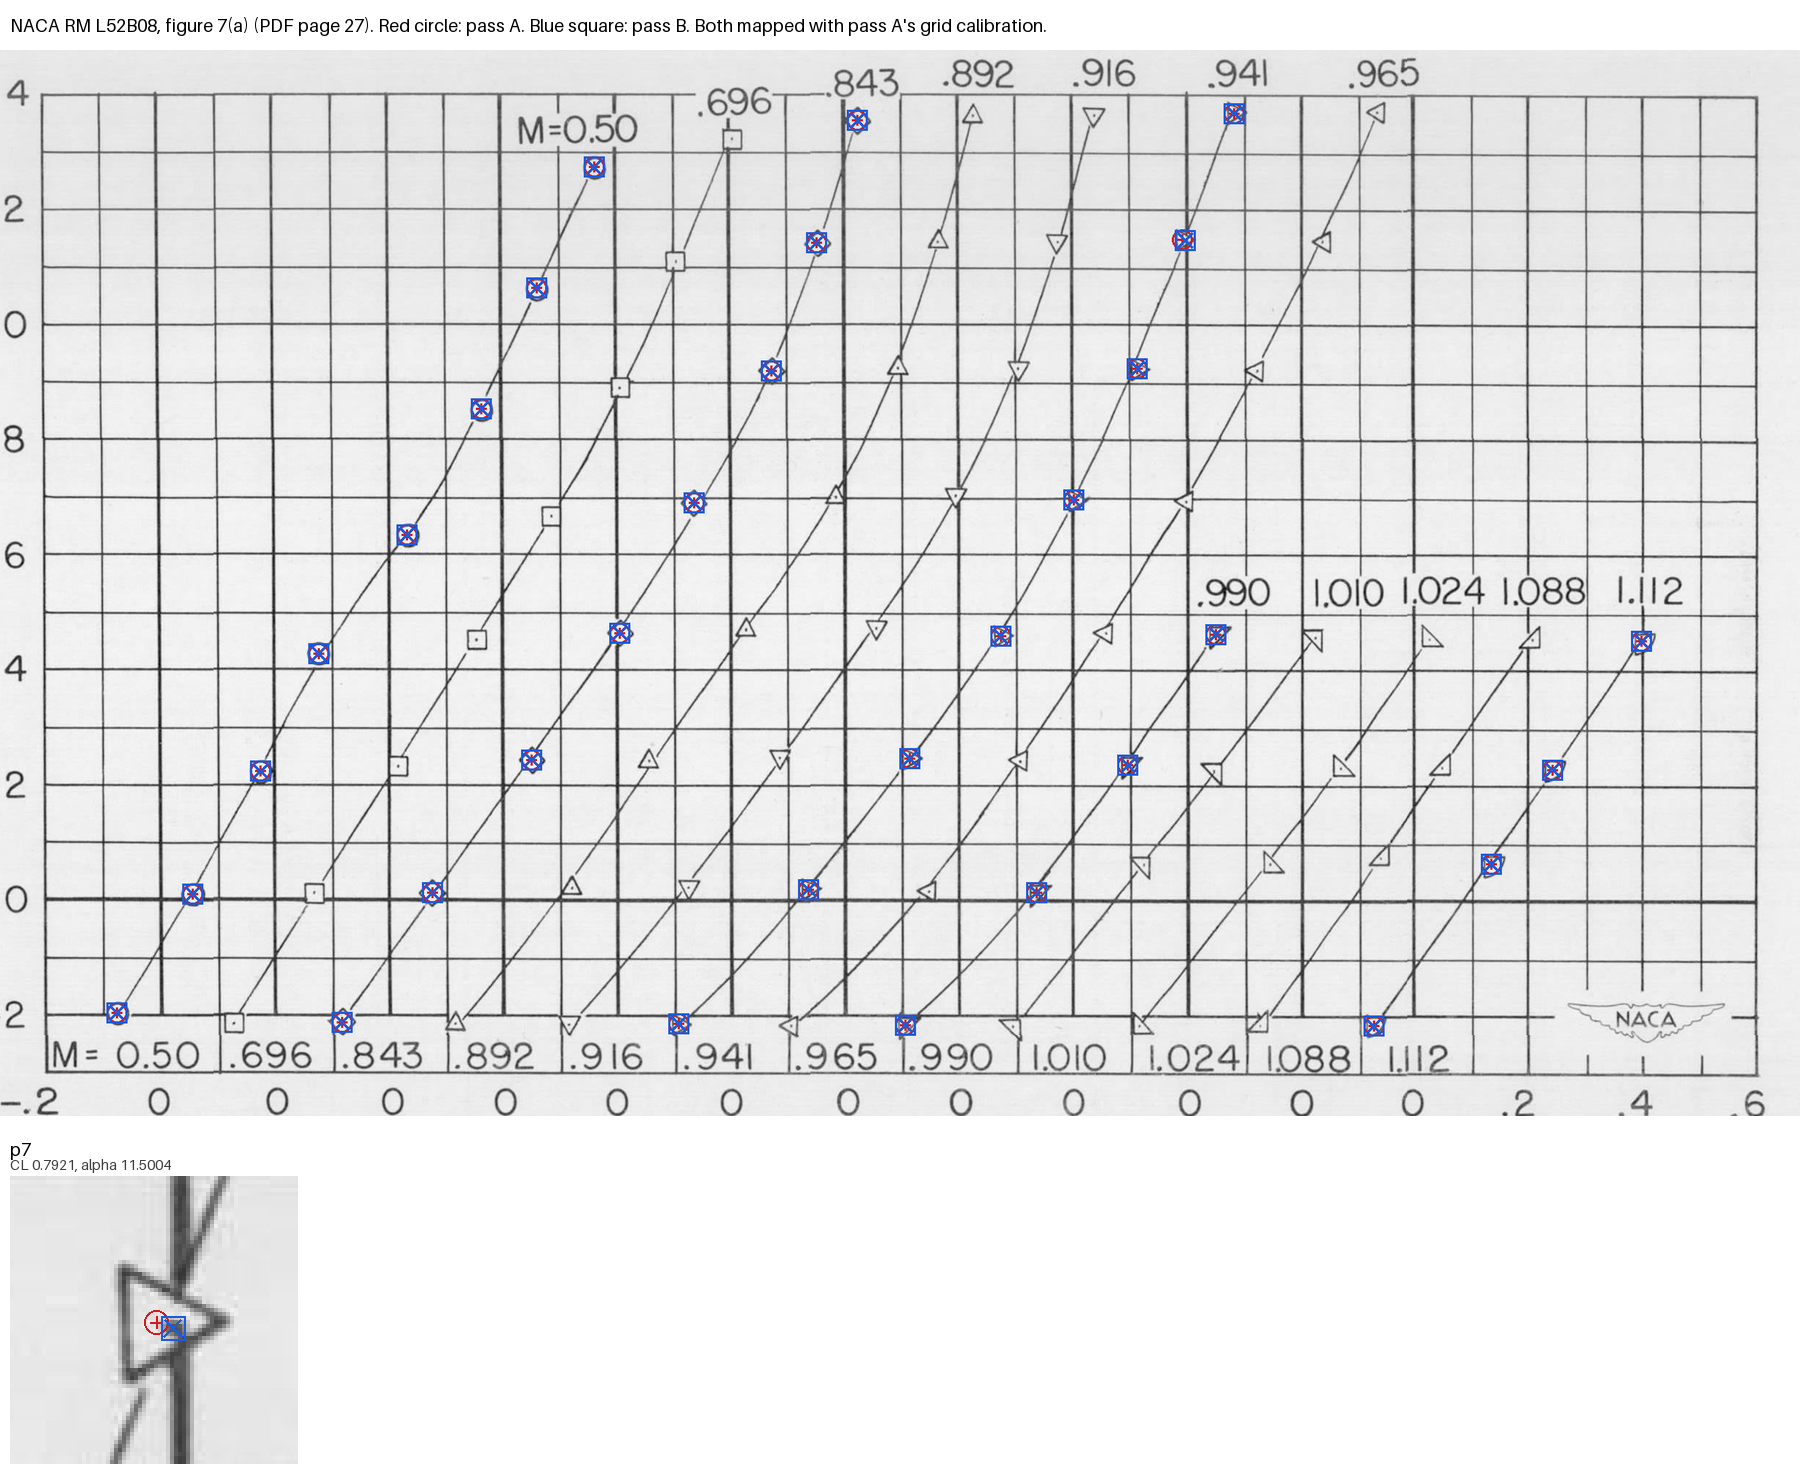 NACA RM L52B08, figure 7(a) (PDF page 27). Red circle: pass A. Blue square: pass B. Both mapped with pass A's grid calibration.
.843 .892 .916 .941 .965
4
.696
M=0.50
2
0
8
6
.990 1.010 1.024 1.088 1.112
4
2
0
2
NACA
M= 0.50 .696 .843 .892 .916 .941 .965 .990 1.010 1.024 1.088 1.112
-.2 0 0 0 0 0 0 0 0 0 0 0 0 .2 .4 .6
p7
CL 0.7921, alpha 11.5004